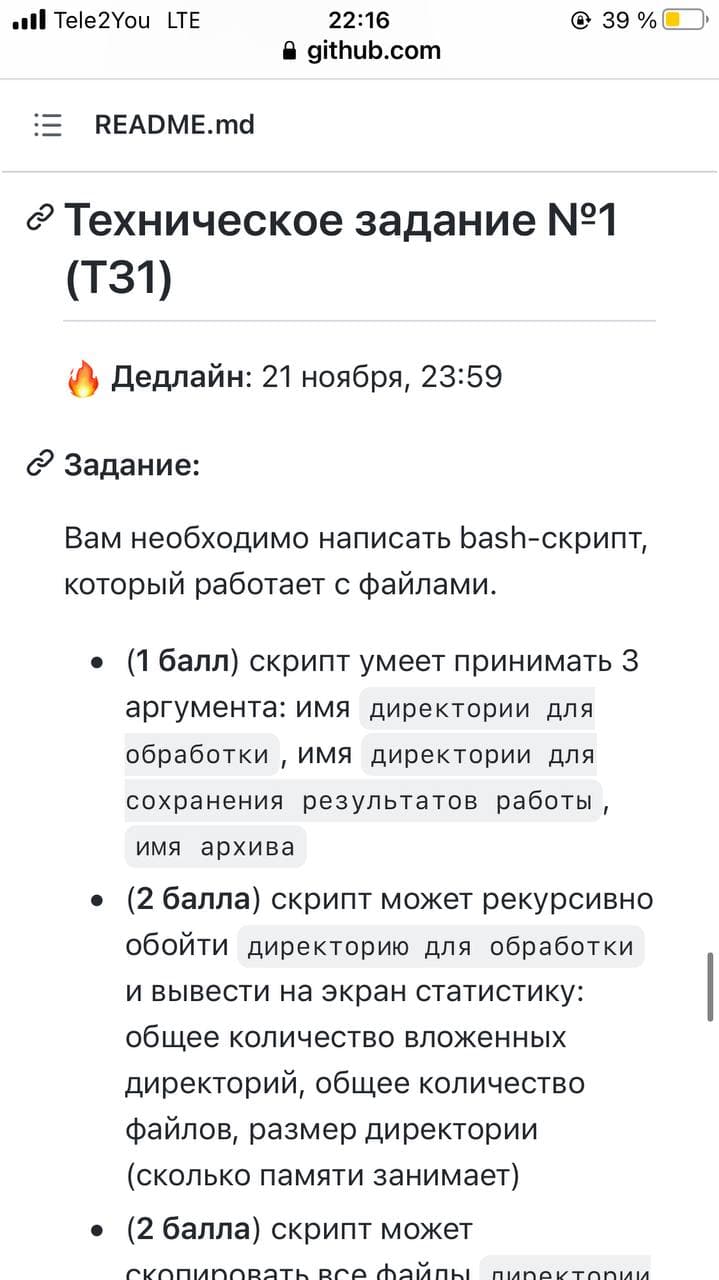 Tele2You LTE 22:16 39 %
github.com
README.md
Техническое задание №1
(ТЗ1)
Дедлайн: 21 ноября, 23:59
Задание:
Вам необходимо написать bash-скрипт,
который работает с файлами.
(1 балл) скрипт умеет принимать 3
аргумента: имя директории для
обработки , имя директории для
сохранения результатов работы ,
имя архива
(2 балла) скрипт может рекурсивно
обойти директорию для обработки
и вывести на экран статистику:
общее количество вложенных
директорий, общее количество
файлов, размер директории
(сколько памяти занимает)
(2 балла) скрипт может
скопировать все файлы директории